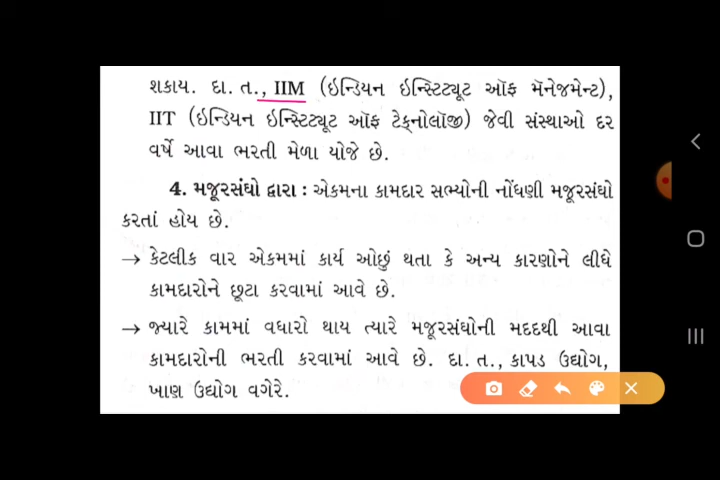 શકાય. દા. ત., IIM (ઇન્ડિયન ઇન્સ્ટિટ્યૂટ ઑફ મૅનેજમેન્ટ),
IIT (ઇન્ડિયન ઇન્સ્ટિટ્યૂટ ઑફ ટેક્નોલૉજી) જેવી સંસ્થાઓ દર
વર્ષે આવા ભરતી મેળા યોજે છે.
4. મજૂરસંઘો દ્વારા : એકમના કામદાર સભ્યોની નોંધણી મજૂરસંઘો
કરતાં હોય છે.
→ કેટલીક વાર એકમમાં કાર્ય ઓછું થતા કે અન્ય કારણોને લીધે
કામદારોને છૂટા કરવામાં આવે છે.
→ જ્યારે કામમાં વધારો થાય ત્યારે મજૂરસંઘોની મદદથી આવા
કામદારોની ભરતી કરવામાં આવે છે. દા. ત., કાપડ ઉદ્યોગ,
ખાણ ઉદ્યોગ વગેરે.